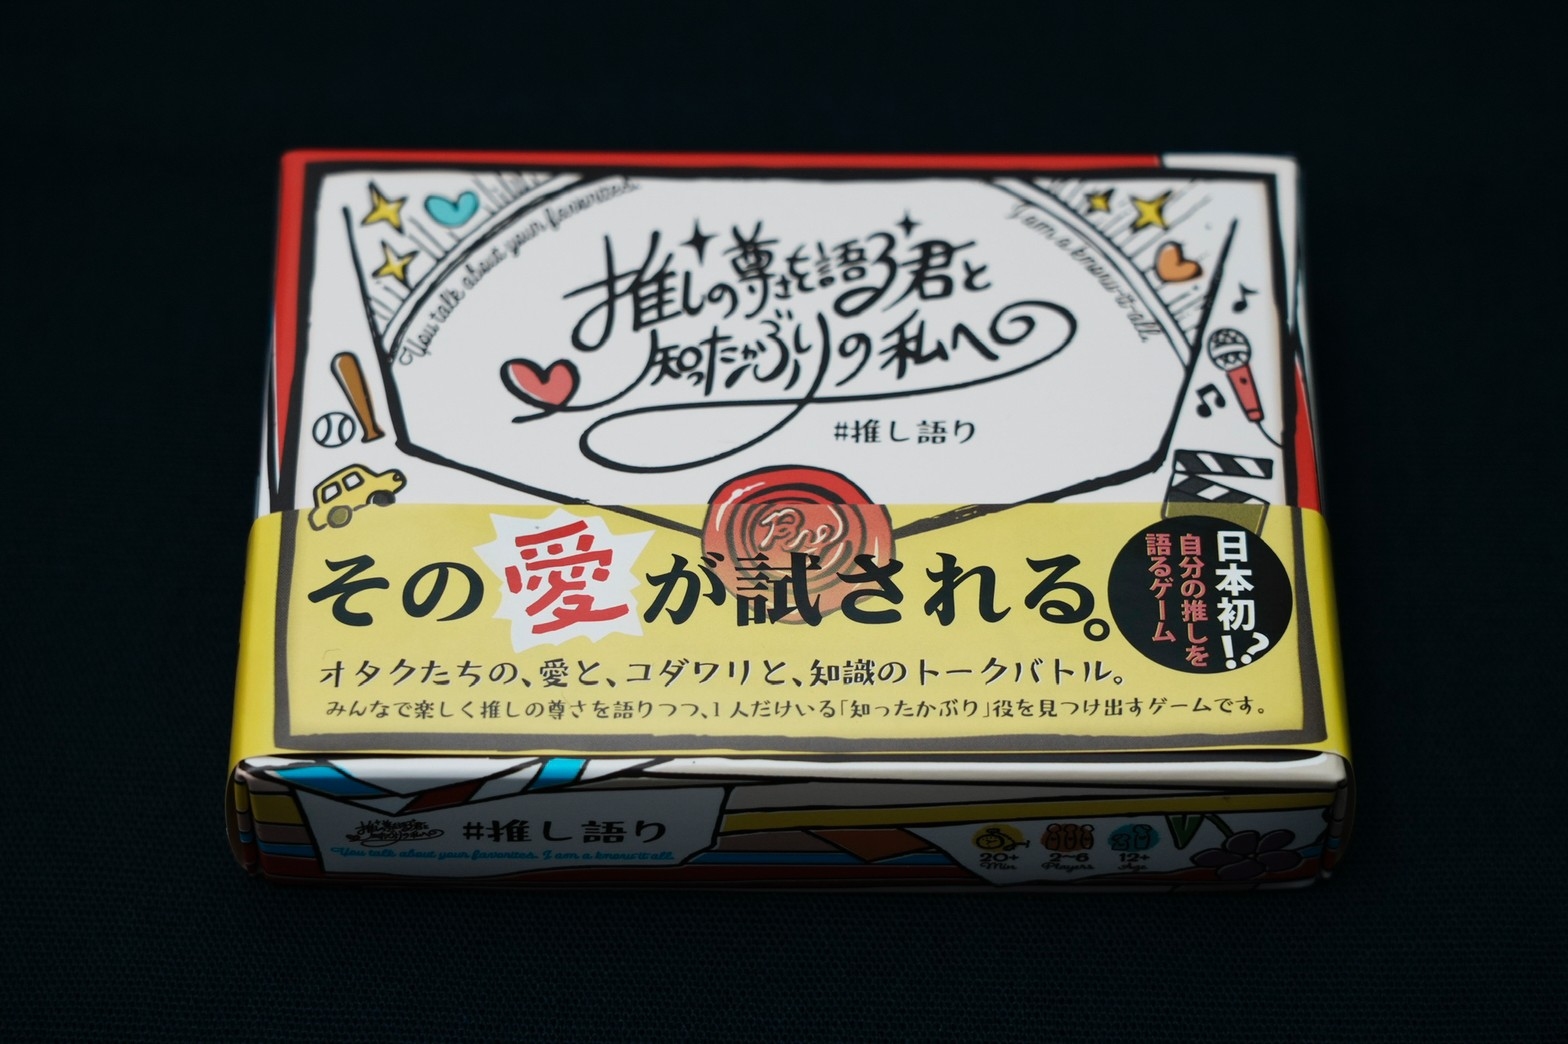 You talk about your favorites.
I am a know-it-all.
推しの尊さを語る君と
知ったかぶりの私へ
#推し語り
その愛が試される。
日本初!?
自分の推しを
語るゲーム
オタクたちの、愛と、コダワリと、知識のトークバトル。
みんなで楽しく推しの尊さを語りつつ、1人だけいる「知ったかぶり」役を見つけ出すゲームです。
#推し語り
You talk about your favorites. I am a know it all.
20+ 2-6 12+
Min Players Age